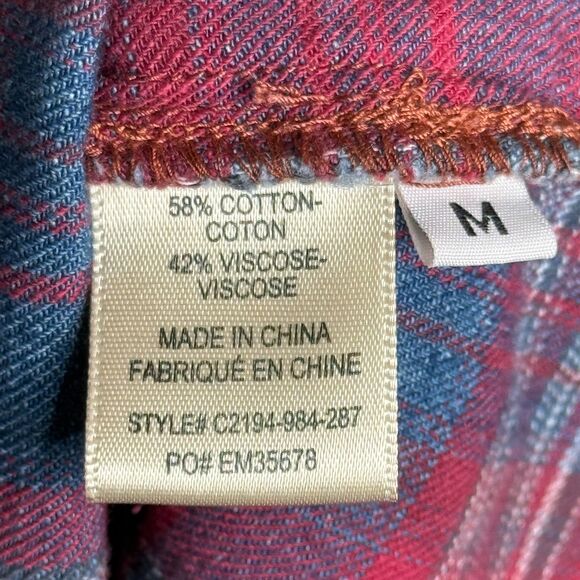 58% COTTON-
COTON
42% VISCOSE-
VISCOSE
MADE IN CHINA
FABRIQUÉ EN CHINE
STYLE# C2194-984-287
PO# EM35678
M